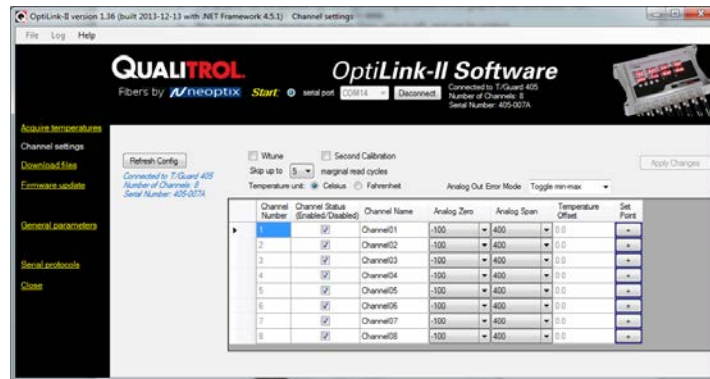 OptiLink-II version 1.36 (built 2013-12-13 with .NET Framework 4.5.1) Channel settings
File Log Help
QUALITROL
OptiLink-II Software
Fibers by neoptix Start serial port COM14 Disconnect
Connected to T/Guard 405
Number of Channels: 8
Serial Number: 405-007A
Acquire temperatures
Channel settings
Download files
Firmware update
General parameters
Serial protocols
Close
Refresh Config
Connected to T/Guard 405
Number of Channels: 8
Serial Number: 405-007A
Wtune Second Calibration
Skip up to 5 marginal read cycles
Temperature unit: Celsius Fahrenheit Analog Out Error Mode Toggle min-max
Apply Changes
Channel Number Channel Status (Enabled/Disabled) Channel Name Analog Zero Analog Span Temperature Offset Set Point
1 Channel01 -100 400 0.0 +
2 Channel02 -100 400 0.0 +
3 Channel03 -100 400 0.0 +
4 Channel04 -100 400 0.0 +
5 Channel05 -100 400 0.0 +
6 Channel06 -100 400 0.0 +
7 Channel07 -100 400 0.0 +
8 Channel08 -100 400 0.0 +